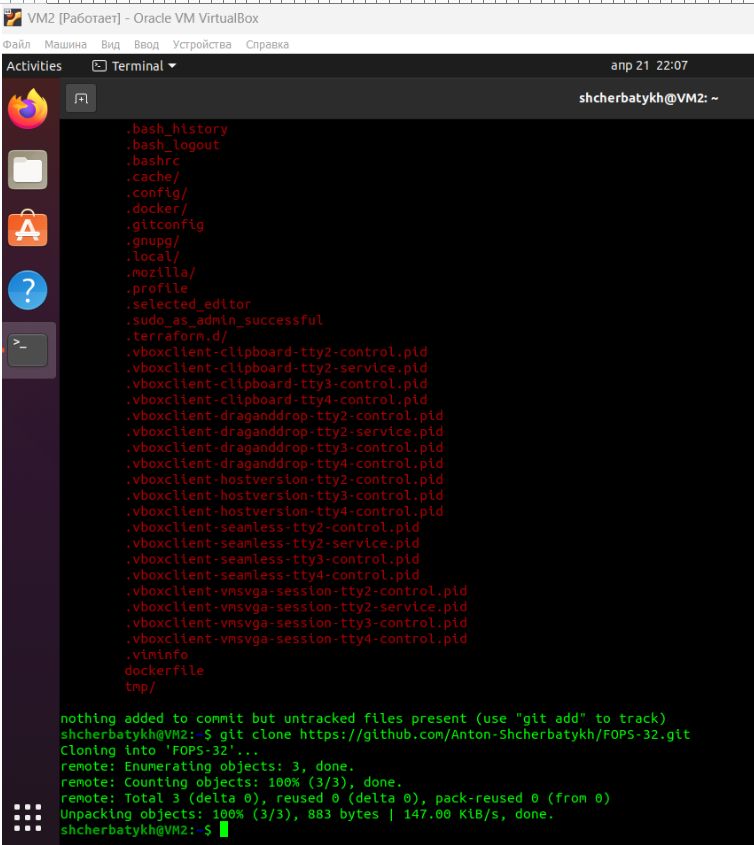 VM2 [Работает] - Oracle VM VirtualBox
Файл Машина Вид Ввод Устройства Справка
Activities Terminal апр 21 22:07
shcherbatykh@VM2: ~
.bash_history
.bash_logout
.bashrc
.cache/
.config/
.docker/
.gitconfig
.gnupg/
.local/
.mozilla/
.profile
.selected_editor
.sudo_as_admin_successful
.terraform.d/
.vboxclient-clipboard-tty2-control.pid
.vboxclient-clipboard-tty2-service.pid
.vboxclient-clipboard-tty3-control.pid
.vboxclient-clipboard-tty4-control.pid
.vboxclient-draganddrop-tty2-control.pid
.vboxclient-draganddrop-tty2-service.pid
.vboxclient-draganddrop-tty3-control.pid
.vboxclient-draganddrop-tty4-control.pid
.vboxclient-hostversion-tty2-control.pid
.vboxclient-hostversion-tty3-control.pid
.vboxclient-hostversion-tty4-control.pid
.vboxclient-seamless-tty2-control.pid
.vboxclient-seamless-tty2-service.pid
.vboxclient-seamless-tty3-control.pid
.vboxclient-seamless-tty4-control.pid
.vboxclient-vmsvga-session-tty2-control.pid
.vboxclient-vmsvga-session-tty2-service.pid
.vboxclient-vmsvga-session-tty3-control.pid
.vboxclient-vmsvga-session-tty4-control.pid
.viminfo
dockerfile
tmp/
nothing added to commit but untracked files present (use "git add" to track)
shcherbatykh@VM2:~$ git clone https://github.com/Anton-Shcherbatykh/FOPS-32.git
Cloning into 'FOPS-32'...
remote: Enumerating objects: 3, done.
remote: Counting objects: 100% (3/3), done.
remote: Total 3 (delta 0), reused 0 (delta 0), pack-reused 0 (from 0)
Unpacking objects: 100% (3/3), 883 bytes | 147.00 KiB/s, done.
shcherbatykh@VM2:~$